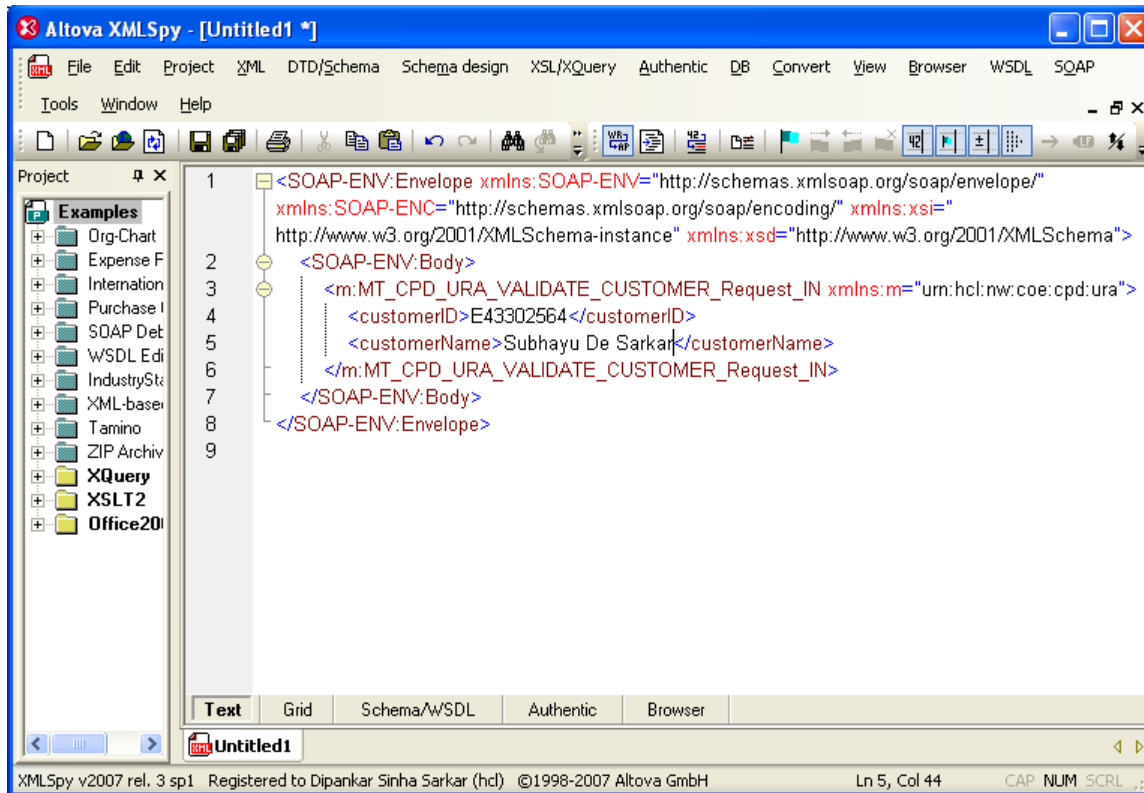 Altova XMLSpy - [Untitled1 *]
File Edit Project XML DTD/Schema Schema design XSL/XQuery Authentic DB Convert View Browser WSDL SOAP
Tools Window Help
Project
Examples
Org-Chart
Expense F
Internation
Purchase
SOAP Det
WSDL Edi
IndustrySta
XML-base
Tamino
ZIP Archiv
XQuery
XSLT2
Office20
1 <SOAP-ENV:Envelope xmlns:SOAP-ENV="http://schemas.xmlsoap.org/soap/envelope/"
xmlns:SOAP-ENC="http://schemas.xmlsoap.org/soap/encoding/" xmlns:xsi="
http://www.w3.org/2001/XMLSchema-instance" xmlns:xsd="http://www.w3.org/2001/XMLSchema">
2 <SOAP-ENV:Body>
3 <m:MT_CPD_URA_VALIDATE_CUSTOMER_Request_IN xmlns:m="urn:hcl:nw:coe:cpd:ura">
4 <customerID>E43302564</customerID>
5 <customerName>Subhayu De Sarkar</customerName>
6 </m:MT_CPD_URA_VALIDATE_CUSTOMER_Request_IN>
7 </SOAP-ENV:Body>
8 </SOAP-ENV:Envelope>
9
Text Grid Schema/WSDL Authentic Browser
Untitled1
XMLSpy v2007 rel. 3 sp1 Registered to Dipankar Sinha Sarkar (hcl) ©1998-2007 Altova GmbH Ln 5, Col 44 CAP NUM SCRL